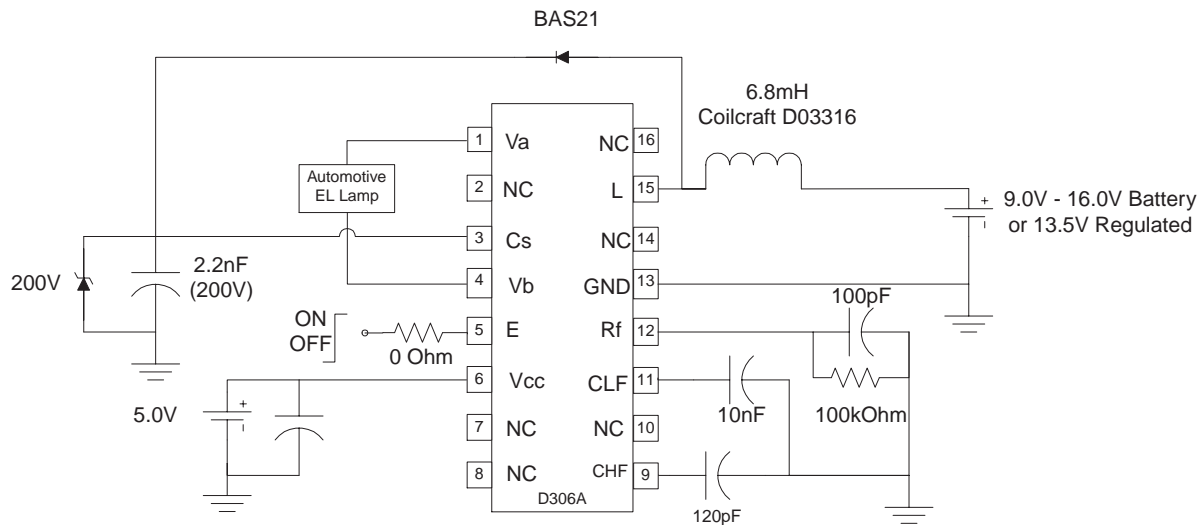 BAS21
6.8mH
Coilcraft D03316
1 Va
NC 16
Automotive
EL Lamp
2 NC
L 15
+
9.0V - 16.0V Battery
or 13.5V Regulated
3 Cs
NC 14
200V
2.2nF
(200V)
4 Vb
GND 13
100pF
ON
OFF
0 Ohm
5 E
Rf 12
6 Vcc
CLF 11
5.0V
+
10nF
100kOhm
7 NC
NC 10
8 NC
CHF 9
D306A
120pF